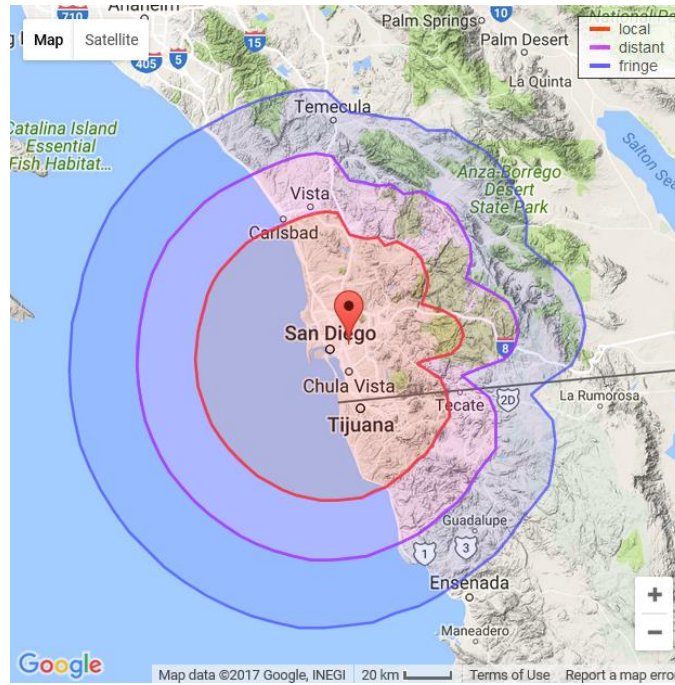 710
Anaheim
10
National P
Map Satellite
15
Palm Springs
Palm Desert
local
distant
fringe
405
5
La Quinta
Temecula
Catalina Island
Essential
Fish Habitat...
Salton Sea
Anza-Borrego
Desert
State Park
Vista
Carlsbad
San Diego
8
Chula Vista
Tecate
2D
La Rumorosa
Tijuana
Guadalupe
1
3
Ensenada
+
−
Maneadero
Google
Map data ©2017 Google, INEGI 20 km Terms of Use Report a map error